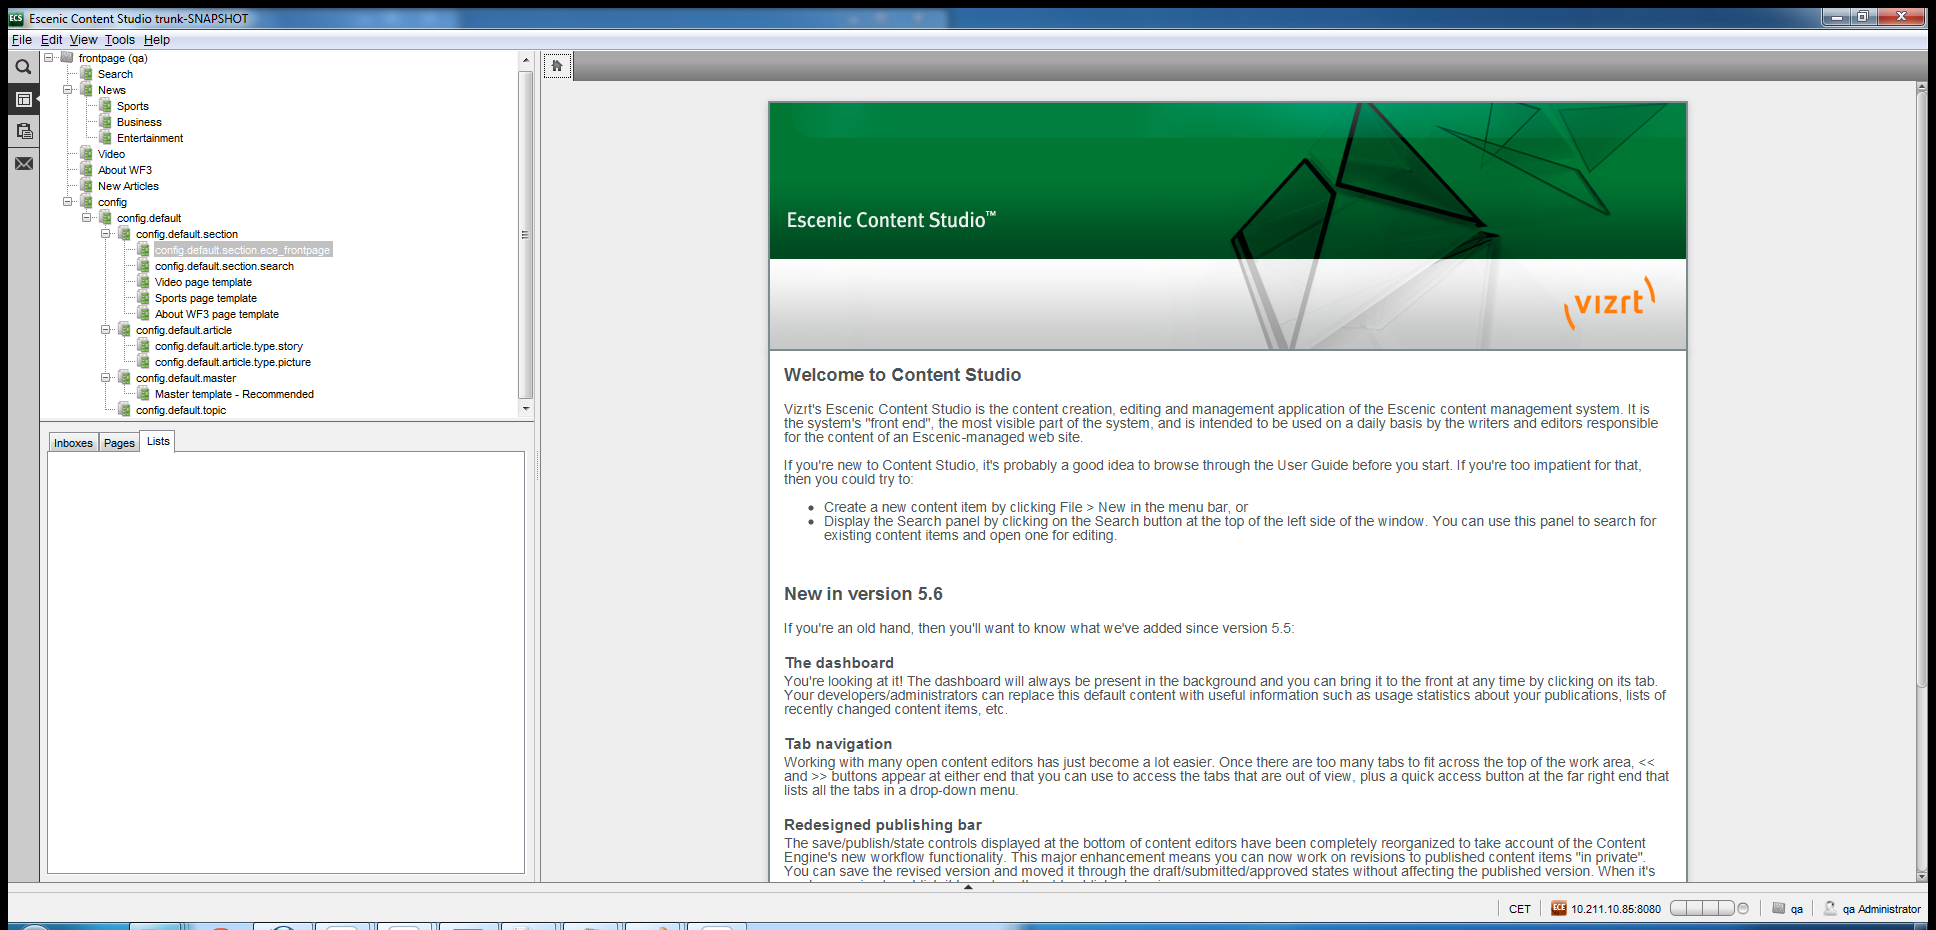 ECS Escenic Content Studio trunk-SNAPSHOT
File Edit View Tools Help
frontpage (qa)
Search
News
Sports
Business
Entertainment
Video
About WF3
New Articles
config
config.default
config.default.section
config.default.section.ece_frontpage
config.default.section.search
Video page template
Sports page template
About WF3 page template
config.default.article
config.default.article.type.story
config.default.article.type.picture
config.default.master
Master template - Recommended
config.default.topic
Inboxes Pages Lists
Escenic Content Studio™
vizrt
Welcome to Content Studio
Vizrt's Escenic Content Studio is the content creation, editing and management application of the Escenic content management system. It is
the system's "front end", the most visible part of the system, and is intended to be used on a daily basis by the writers and editors responsible
for the content of an Escenic-managed web site.
If you're new to Content Studio, it's probably a good idea to browse through the User Guide before you start. If you're too impatient for that,
then you could try to:
• Create a new content item by clicking File > New in the menu bar, or
• Display the Search panel by clicking on the Search button at the top of the left side of the window. You can use this panel to search for
existing content items and open one for editing.
New in version 5.6
If you're an old hand, then you'll want to know what we've added since version 5.5:
The dashboard
You're looking at it! The dashboard will always be present in the background and you can bring it to the front at any time by clicking on its tab.
Your developers/administrators can replace this default content with useful information such as usage statistics about your publications, lists of
recently changed content items, etc.
Tab navigation
Working with many open content editors has just become a lot easier. Once there are too many tabs to fit across the top of the work area, <<
and >> buttons appear at either end that you can use to access the tabs that are out of view, plus a quick access button at the far right end that
lists all the tabs in a drop-down menu.
Redesigned publishing bar
The save/publish/state controls displayed at the bottom of content editors have been completely reorganized to take account of the Content
Engine's new workflow functionality. This major enhancement means you can now work on revisions to published content items "in private".
You can save the revised version and moved it through the draft/submitted/approved states without affecting the published version. When it's
CET ECE 10.211.10.85:8080 qa qa Administrator